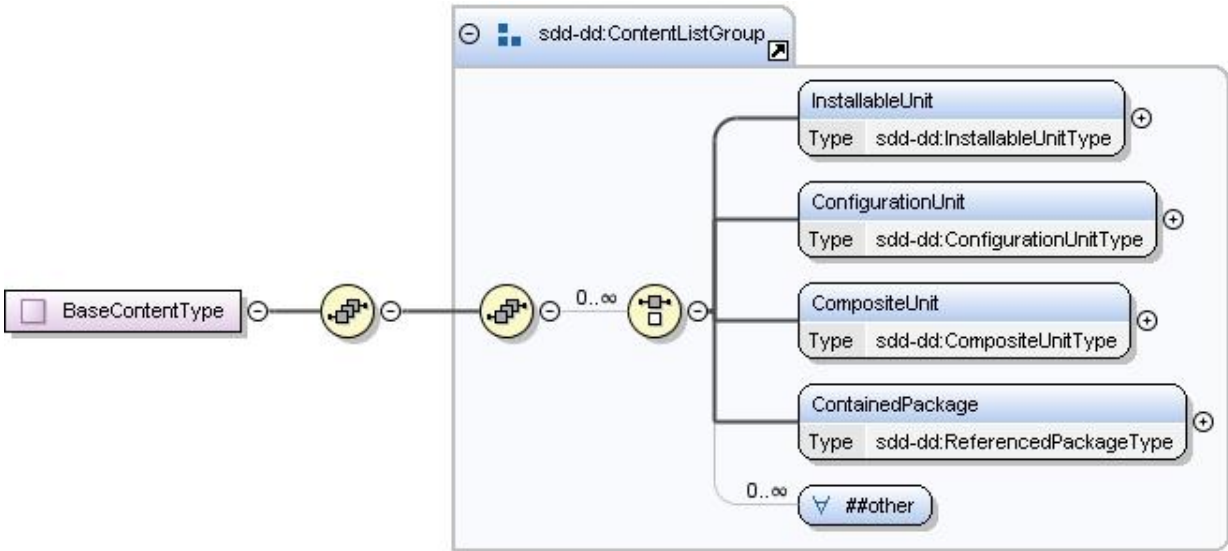 sdd-dd:ContentListGroup
InstallableUnit
Type sdd-dd:InstallableUnitType
ConfigurationUnit
Type sdd-dd:ConfigurationUnitType
BaseContentType
0..∞
CompositeUnit
Type sdd-dd:CompositeUnitType
ContainedPackage
Type sdd-dd:ReferencedPackageType
0..∞
∀ ##other